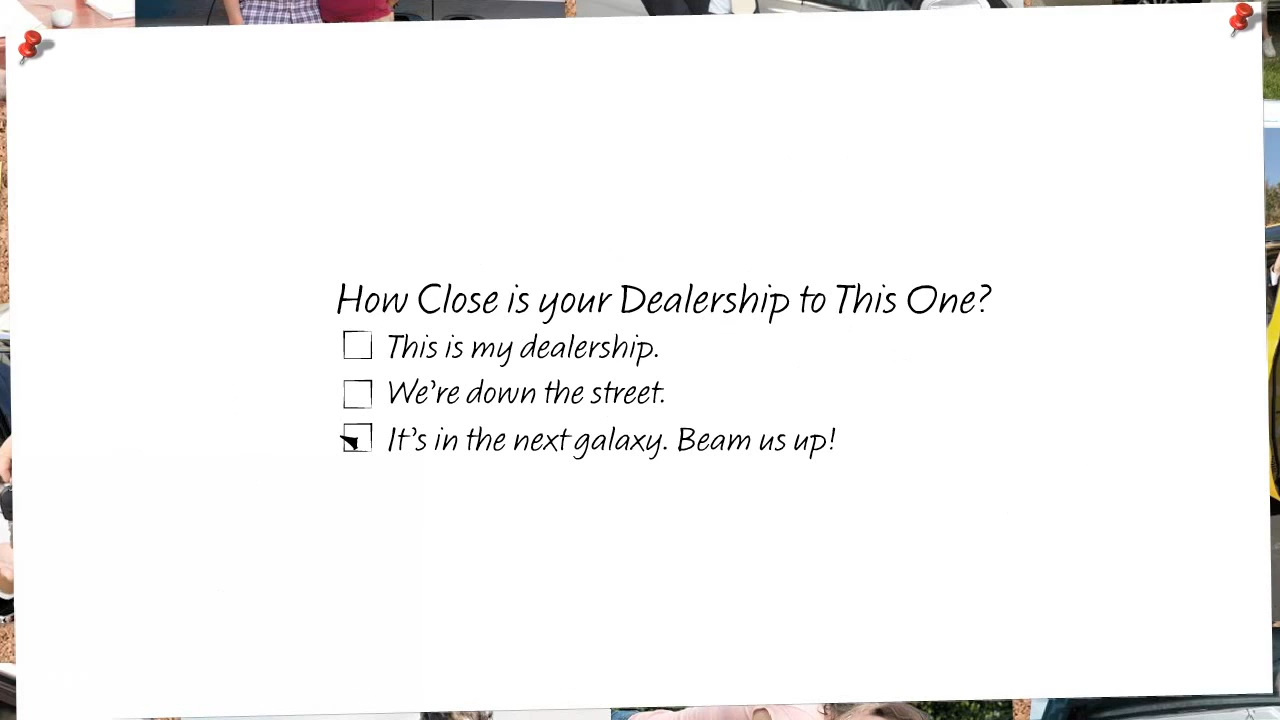 How Close is your Dealership to This One?
This is my dealership.
We're down the street.
It's in the next galaxy. Beam us up!